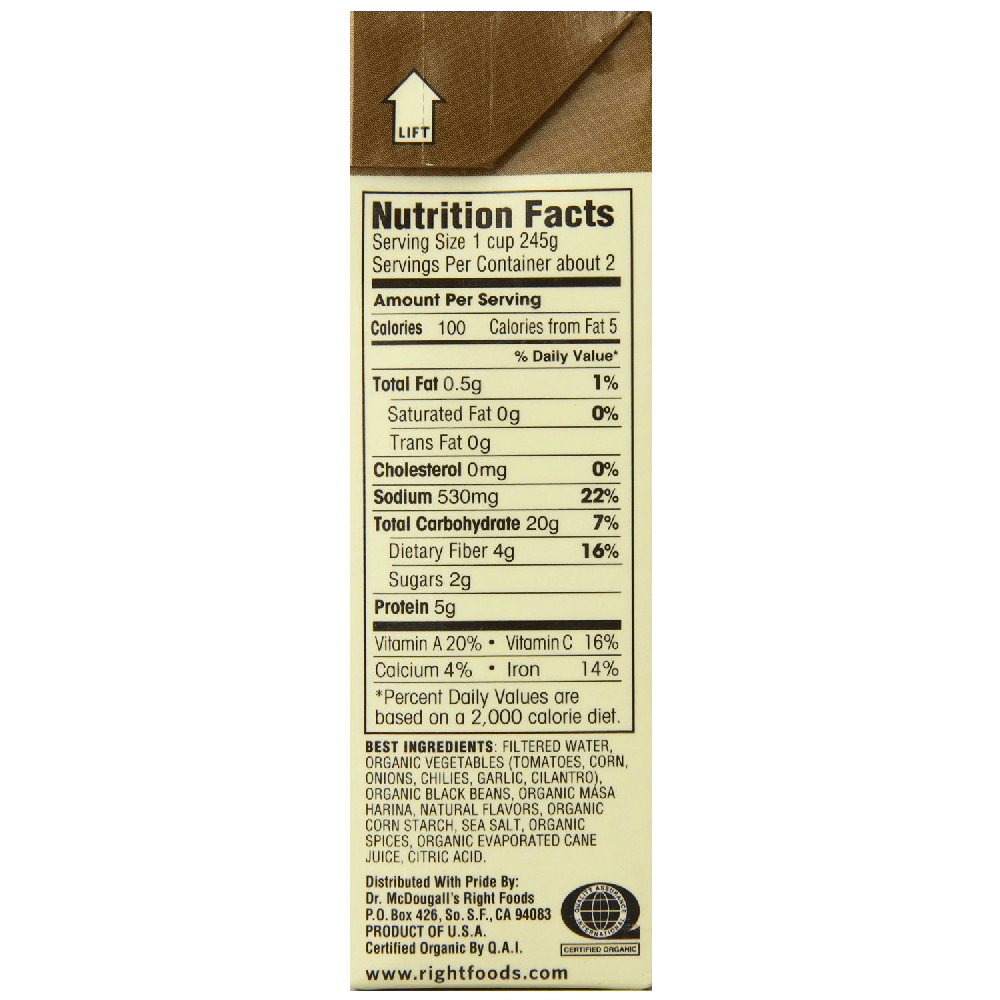 LIFT
Nutrition Facts
Serving Size 1 cup 245g
Servings Per Container about 2
Amount Per Serving
Calories 100 Calories from Fat 5
% Daily Value*
Total Fat 0.5g 1%
Saturated Fat 0g 0%
Trans Fat 0g
Cholesterol 0mg 0%
Sodium 530mg 22%
Total Carbohydrate 20g 7%
Dietary Fiber 4g 16%
Sugars 2g
Protein 5g
Vitamin A 20% • Vitamin C 16%
Calcium 4% • Iron 14%
*Percent Daily Values are
based on a 2,000 calorie diet.
BEST INGREDIENTS: FILTERED WATER,
ORGANIC VEGETABLES (TOMATOES, CORN,
ONIONS, CHILIES, GARLIC, CILANTRO),
ORGANIC BLACK BEANS, ORGANIC MASA
HARINA, NATURAL FLAVORS, ORGANIC
CORN STARCH, SEA SALT, ORGANIC
SPICES, ORGANIC EVAPORATED CANE
JUICE, CITRIC ACID.
Distributed With Pride By:
Dr. McDougall's Right Foods
P.O. Box 426, So. S.F., CA 94083
PRODUCT OF U.S.A.
Certified Organic By Q.A.I.
QUALITY ASSURANCE
INTERNATIONAL
CERTIFIED ORGANIC
www.rightfoods.com